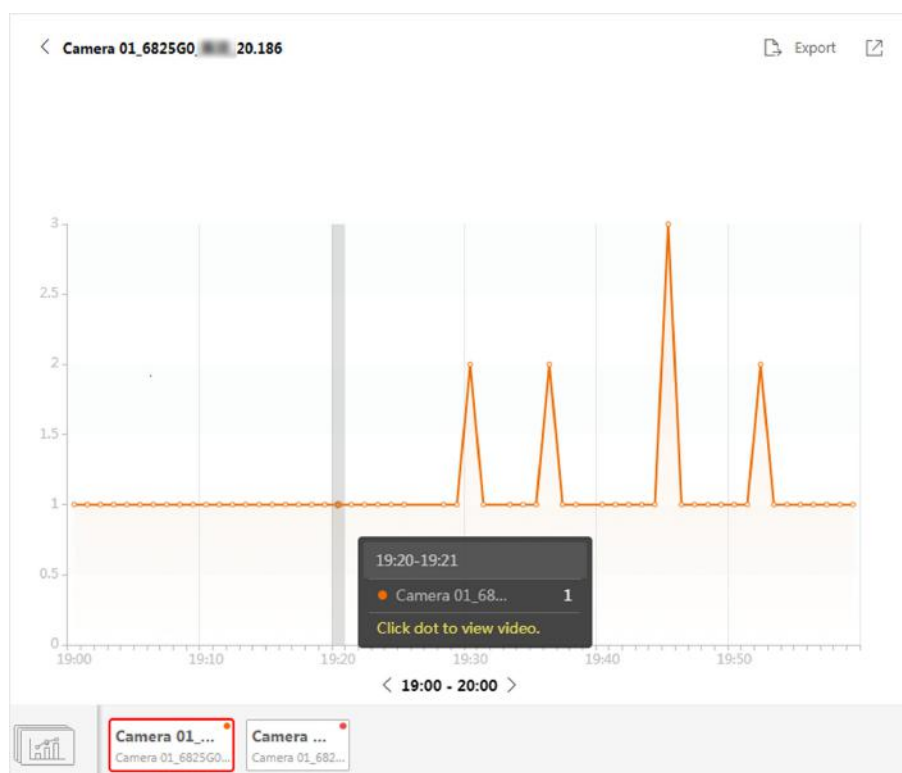 Camera 01_6825G0_ 20.186
Export
3
2.5
2
1.5
1
0.5
0
19:00 19:10 19:20 19:30 19:40 19:50
19:20-19:21
Camera 01_68... 1
Click dot to view video.
< 19:00 - 20:00 >
Camera 01_...
Camera 01_6825G0...
Camera ...
Camera 01_682...